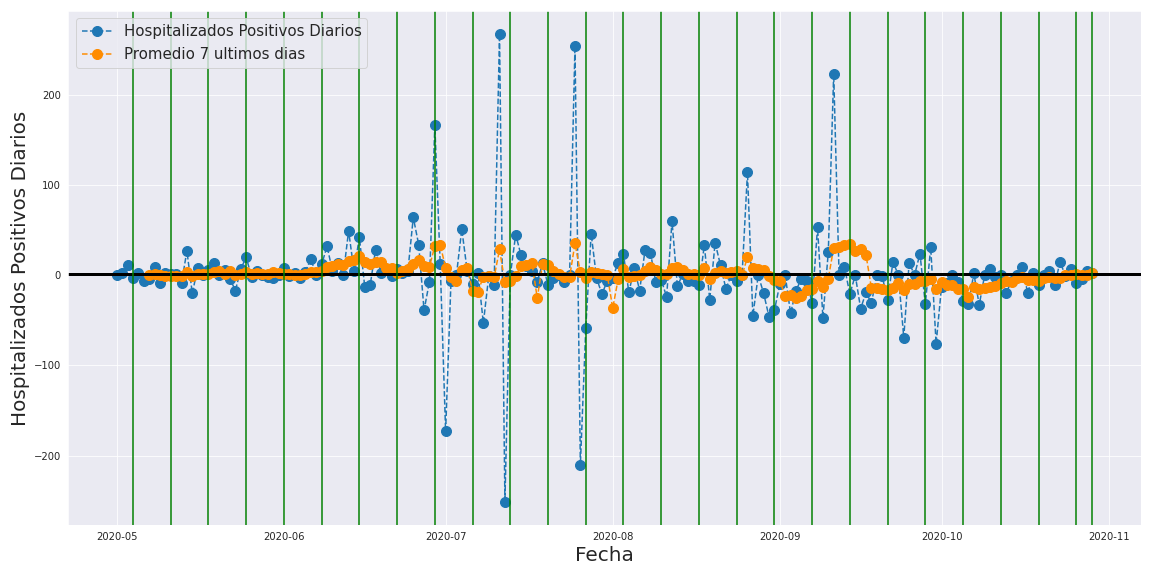 Hospitalizados Positivos Diarios
Promedio 7 ultimos dias
Hospitalizados Positivos Diarios
200
100
0
−100
−200
2020-05 2020-06 2020-07 2020-08 2020-09 2020-10 2020-11
Fecha